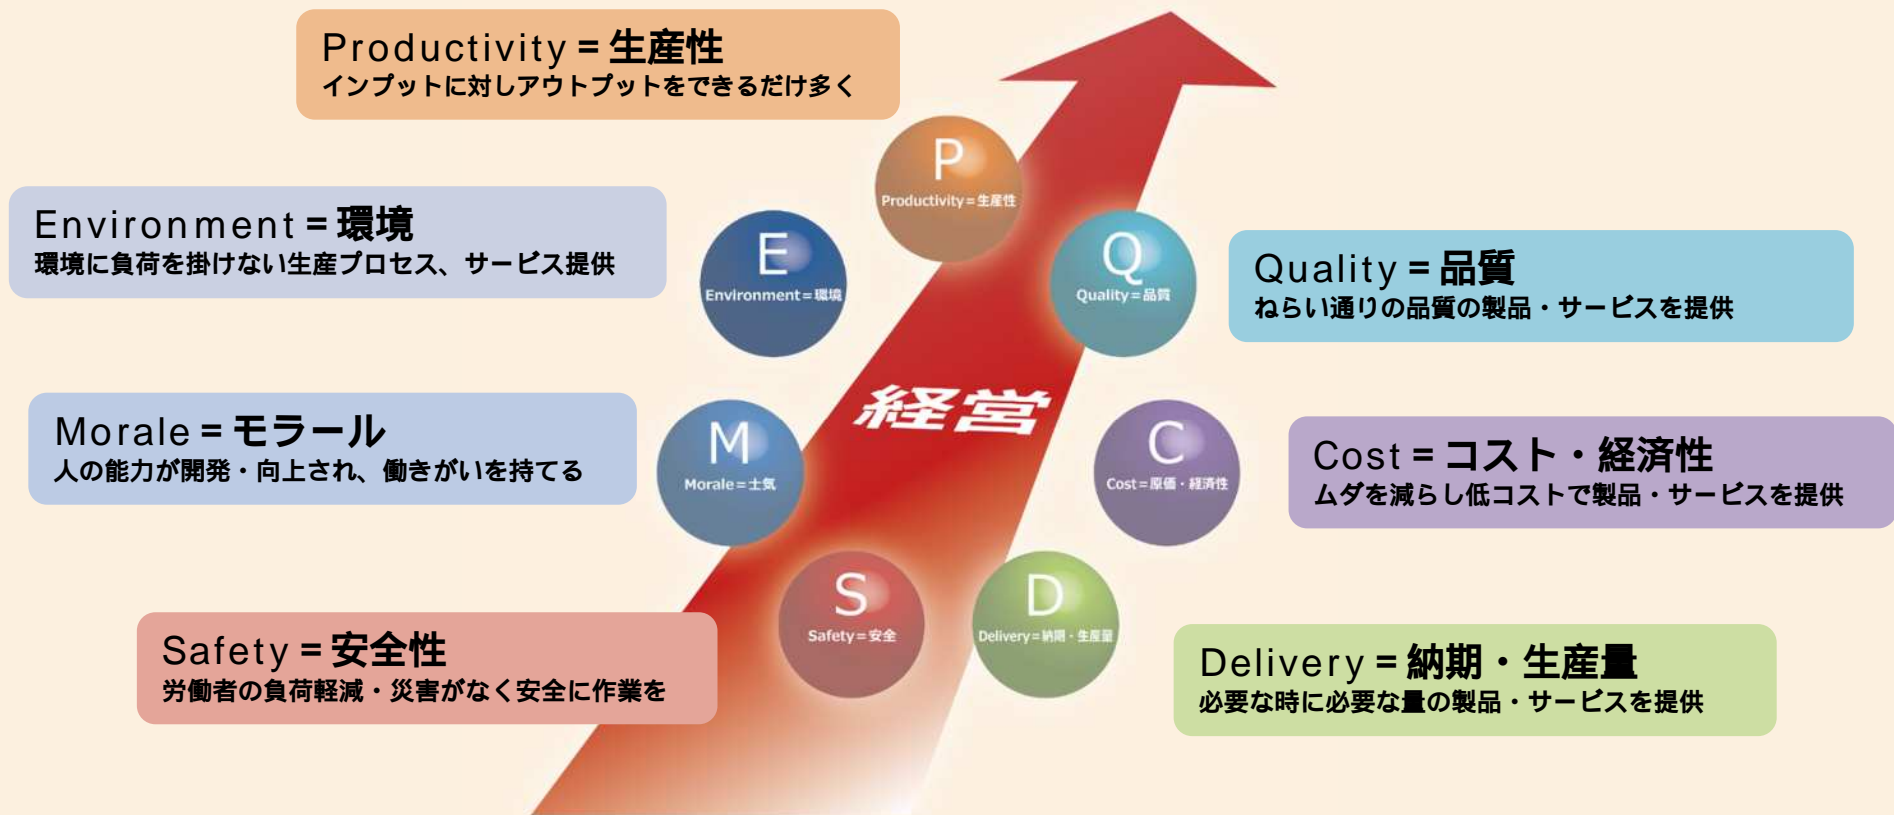 Productivity=生産性
インプットに対しアウトプットをできるだけ多く
P
Productivity=生産性
Environment=環境
環境に負荷を掛けない生産プロセス、サービス提供
E
Environment=環境
Q
Quality=品質
Quality=品質
ねらい通りの品質の製品・サービスを提供
経営
Morale=モラール
人の能力が開発・向上され、働きがいを持てる
M
Morale=士気
C
Cost=原価・経済性
Cost=コスト・経済性
ムダを減らし低コストで製品・サービスを提供
Safety=安全性
労働者の負荷軽減・災害がなく安全に作業を
S
Safety=安全
D
Delivery=納期・生産量
Delivery=納期・生産量
必要な時に必要な量の製品・サービスを提供